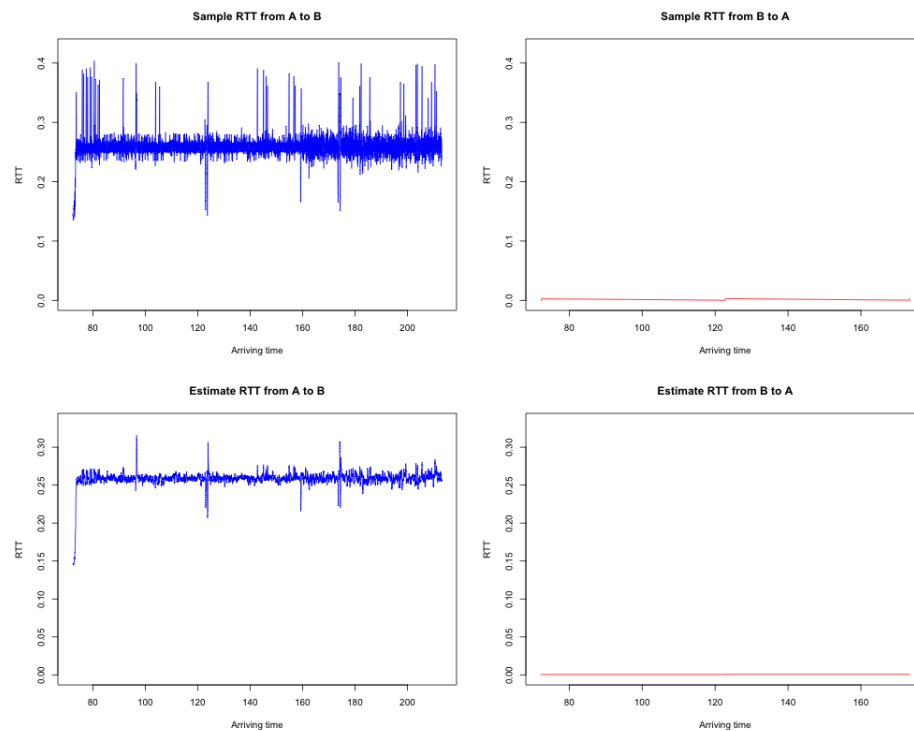 Sample RTT from A to B
RTT
0.4
0.3
0.2
0.1
0.0
80 100 120 140 160 180 200
Arriving time
Sample RTT from B to A
RTT
0.4
0.3
0.2
0.1
0.0
80 100 120 140 160
Arriving time
Estimate RTT from A to B
RTT
0.30
0.25
0.20
0.15
0.10
0.05
0.00
80 100 120 140 160 180 200
Arriving time
Estimate RTT from B to A
RTT
0.30
0.25
0.20
0.15
0.10
0.05
0.00
80 100 120 140 160
Arriving time